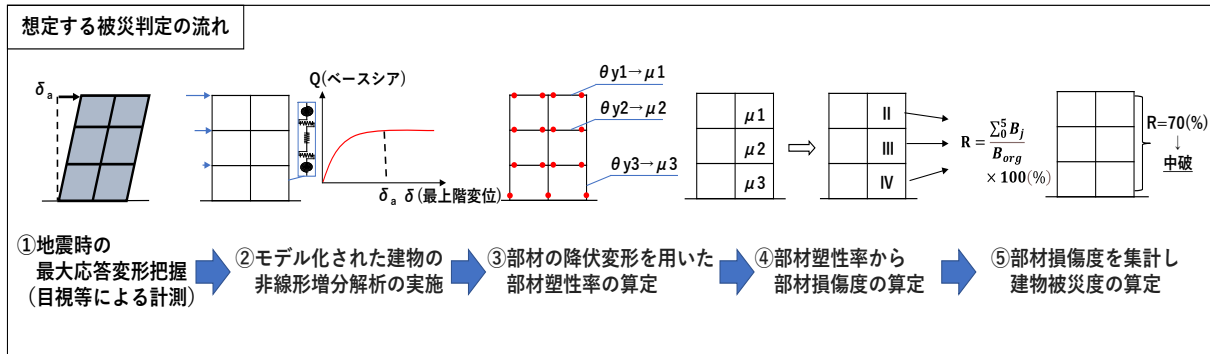 想定する被災判定の流れ
δa
Q(ベースシア)
δa δ(最上階変位)
θy1→μ1
θy2→μ2
θy3→μ3
μ1
μ2
μ3
II
III
IV
R = ∑₀⁵ Bj / Borg
× 100(%)
R=70(%)
↓
中破
①地震時の
最大応答変形把握
(目視等による計測)
②モデル化された建物の
非線形増分解析の実施
③部材の降伏変形を用いた
部材塑性率の算定
④部材塑性率から
部材損傷度の算定
⑤部材損傷度を集計し
建物被災度の算定